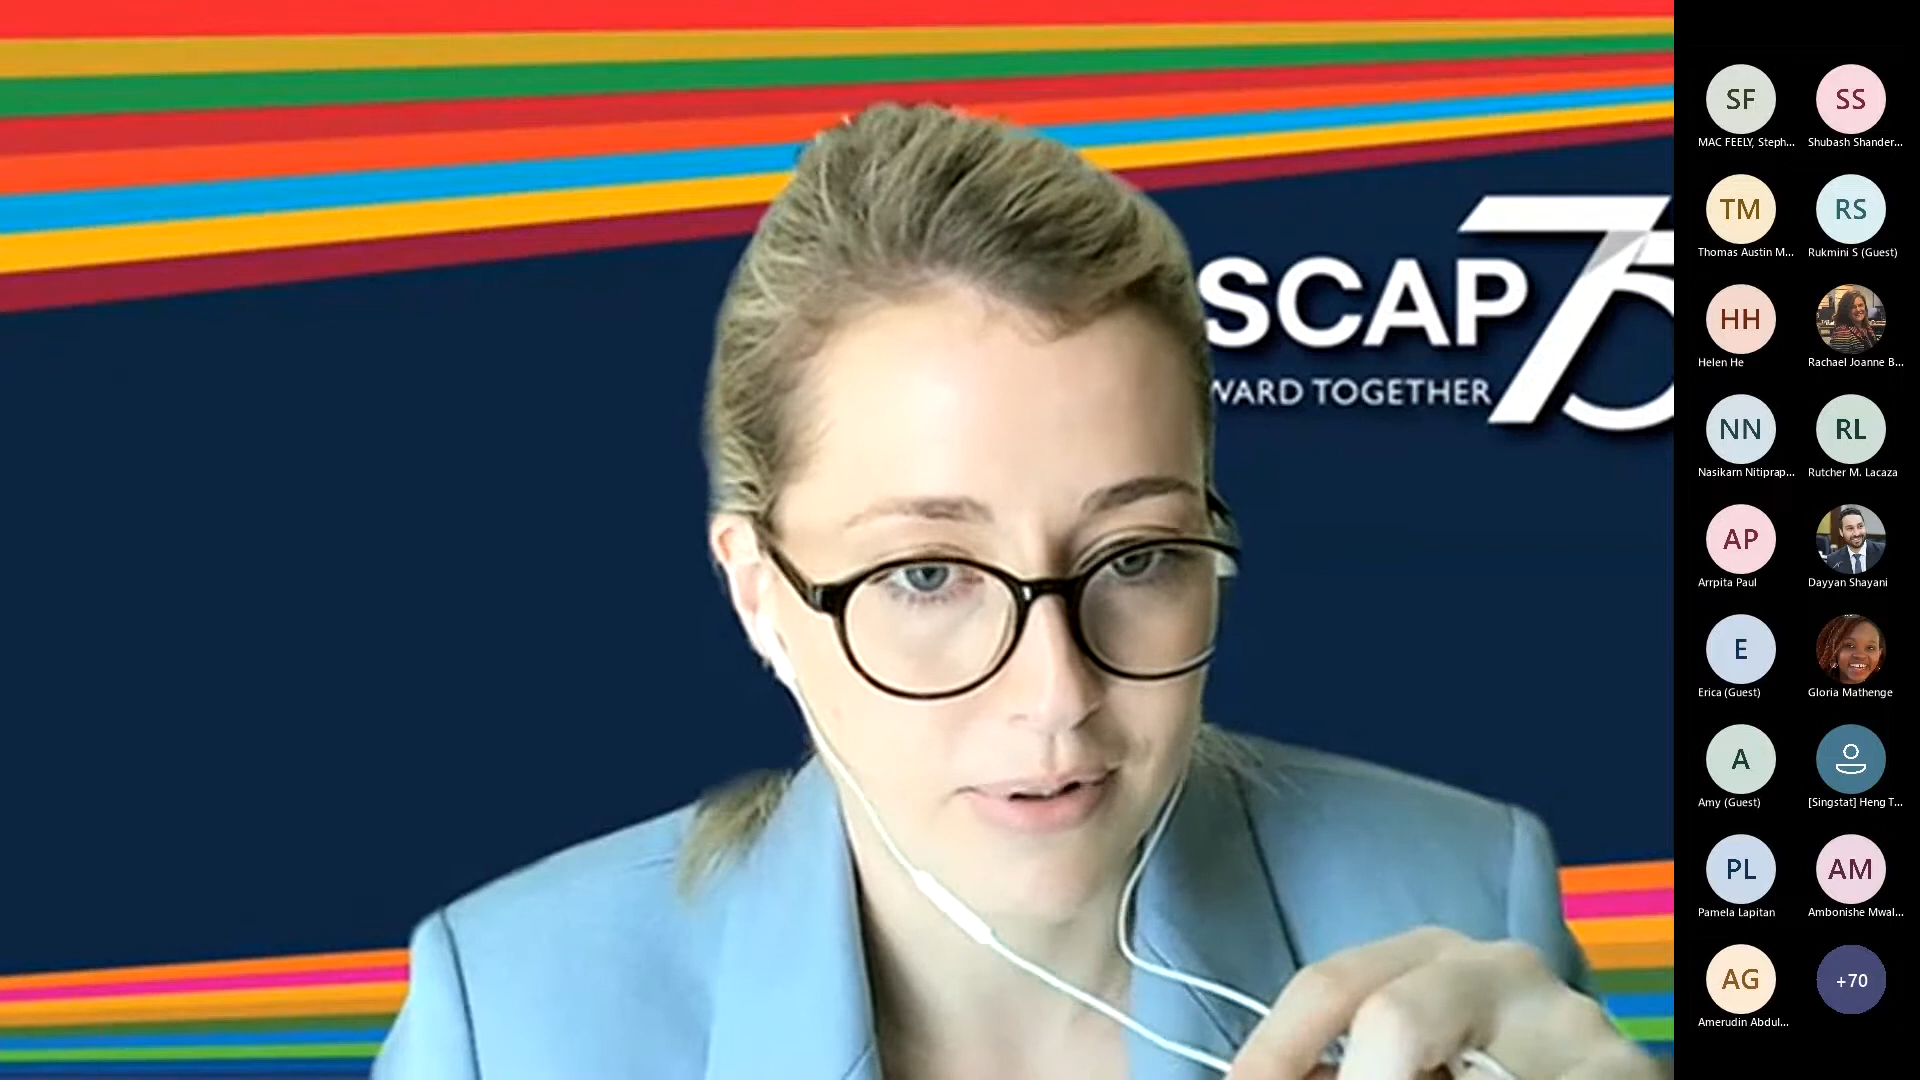 SCAP75
WARD TOGETHER
SF
SS
MAC FEELY, Steph...
Shubash Shander...
TM
RS
Thomas Austin M...
Rukmini S (Guest)
HH
Helen He
Rachael Joanne B...
NN
RL
Nasikarn Nitiprap...
Rutcher M. Lacaza
AP
Arrpita Paul
Dayyan Shayani
E
Erica (Guest)
Gloria Mathenge
A
Amy (Guest)
[Singstat] Heng T...
PL
AM
Pamela Lapitan
Ambonishe Mwal...
AG
+70
Amerudin Abdul...